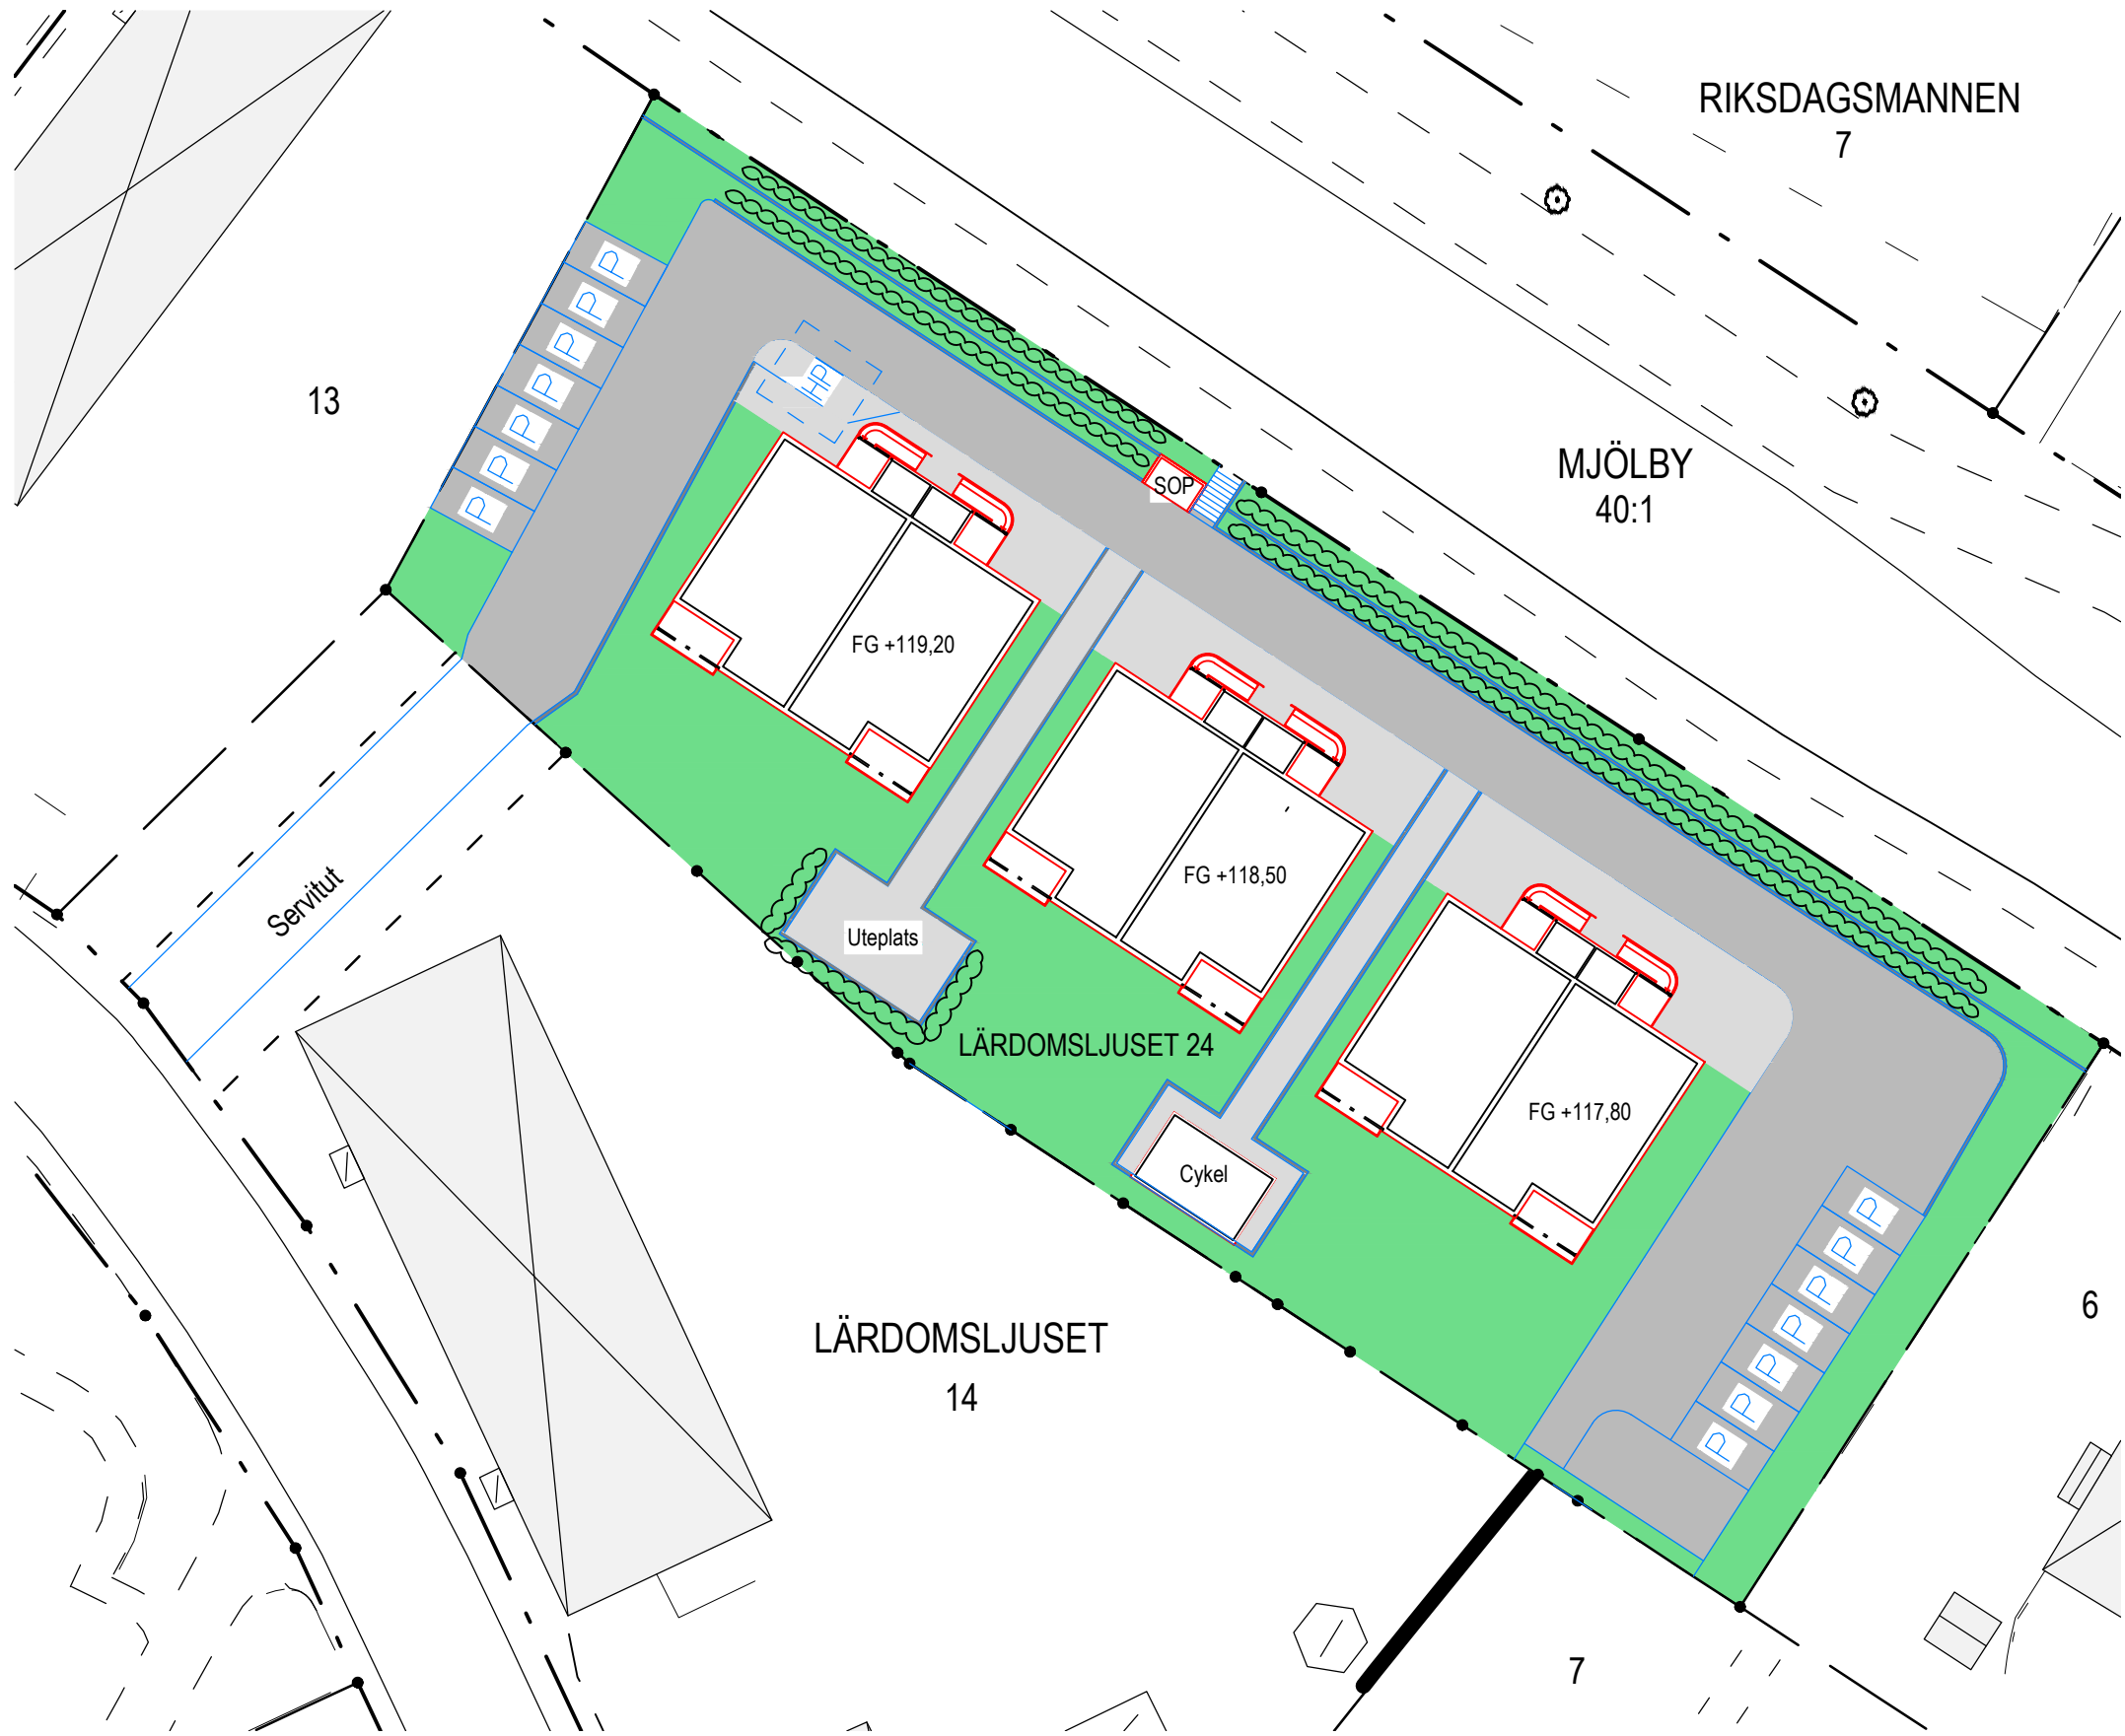 RIKSDAGSMANNEN
7
P
P
P
P
P
P
P
HP
13
MJÖLBY
40:1
SOP
FG +119,20
FG +118,50
Servitut
Uteplats
LÄRDOMSLJUSET 24
FG +117,80
Cykel
P
P
P
P
P
P
P
6
LÄRDOMSLJUSET
14
7